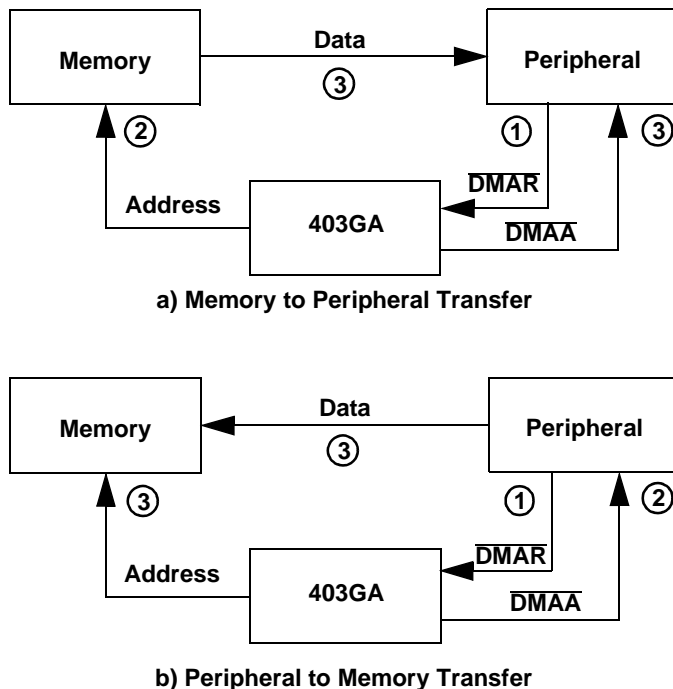 Data
Memory
Peripheral
③
②
①
③
DMAR
Address
403GA
DMAA
a) Memory to Peripheral Transfer
Data
Memory
Peripheral
③
③
①
②
DMAR
Address
403GA
DMAA
b) Peripheral to Memory Transfer